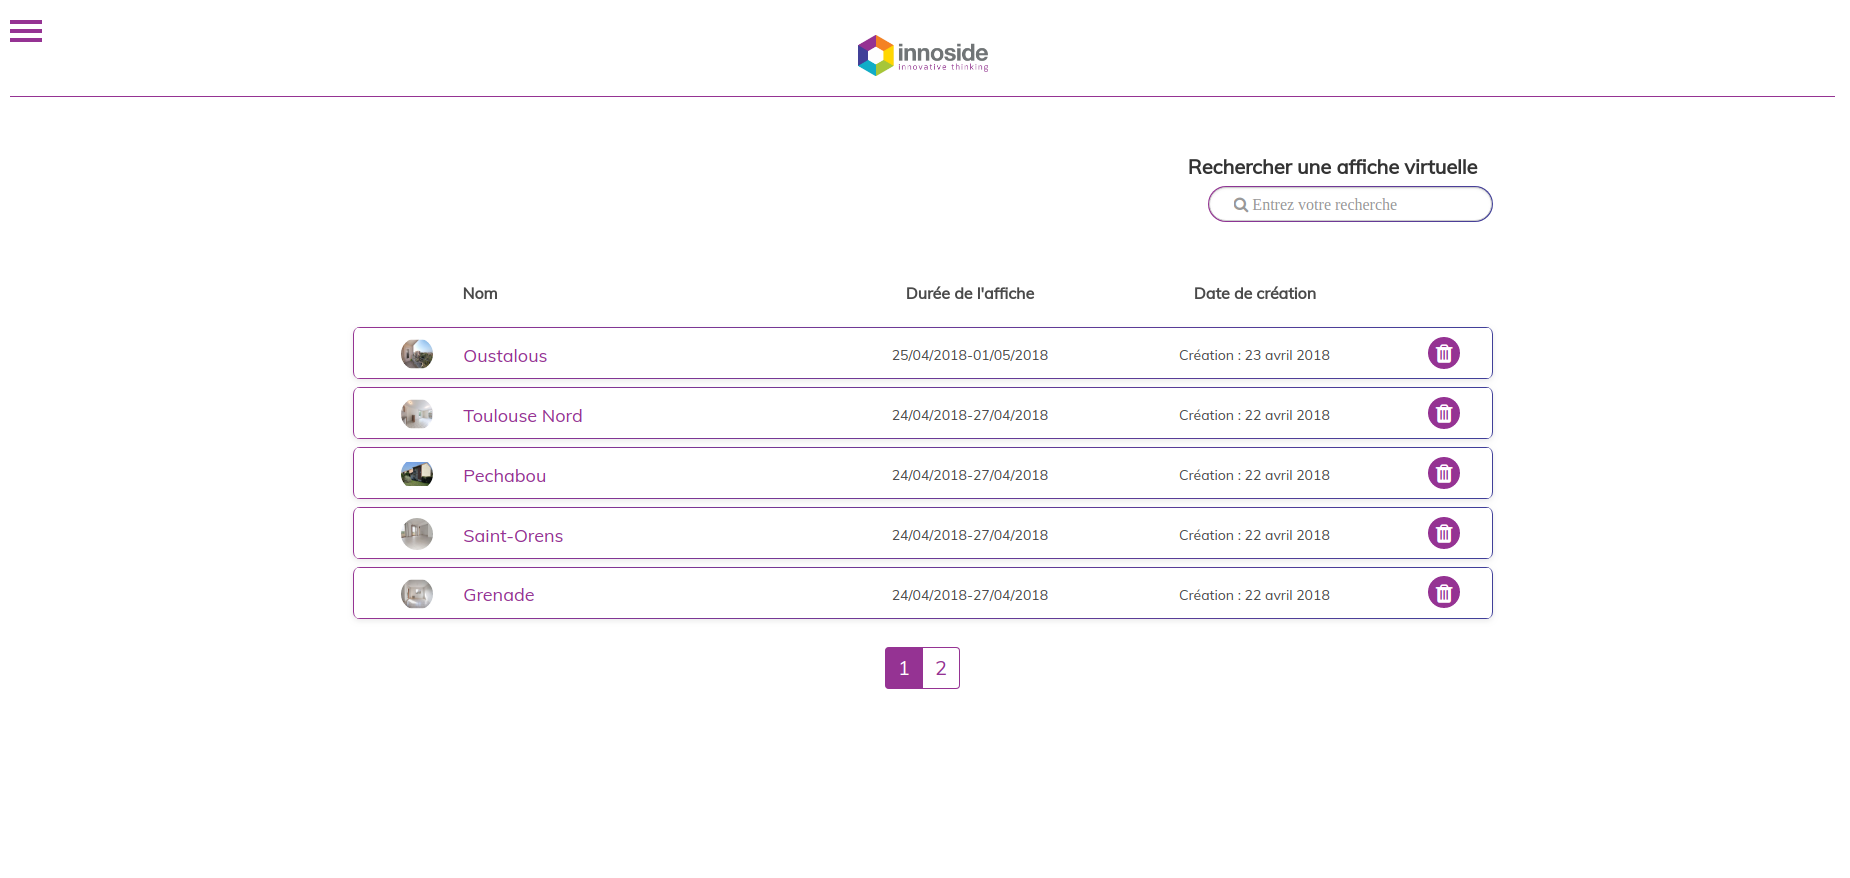 innoside
innovative thinking
Rechercher une affiche virtuelle
Entrez votre recherche
Nom Durée de l'affiche Date de création
Oustalous 25/04/2018-01/05/2018 Création : 23 avril 2018
Toulouse Nord 24/04/2018-27/04/2018 Création : 22 avril 2018
Pechabou 24/04/2018-27/04/2018 Création : 22 avril 2018
Saint-Orens 24/04/2018-27/04/2018 Création : 22 avril 2018
Grenade 24/04/2018-27/04/2018 Création : 22 avril 2018
1 2